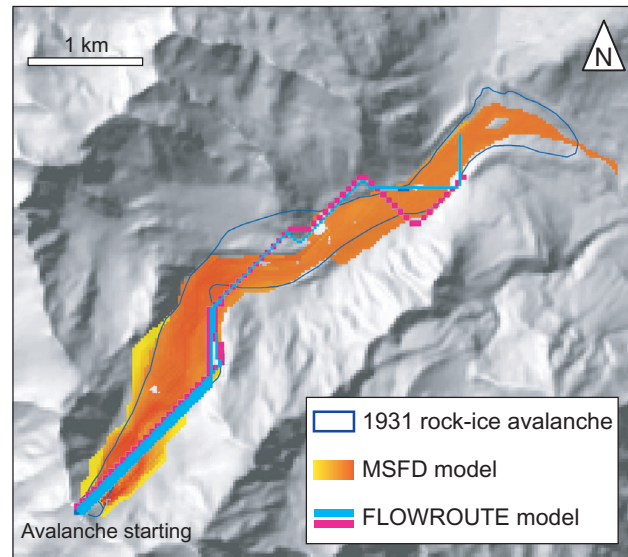 1 km
N
1931 rock-ice avalanche
MSFD model
FLOWROUTE model
Avalanche starting